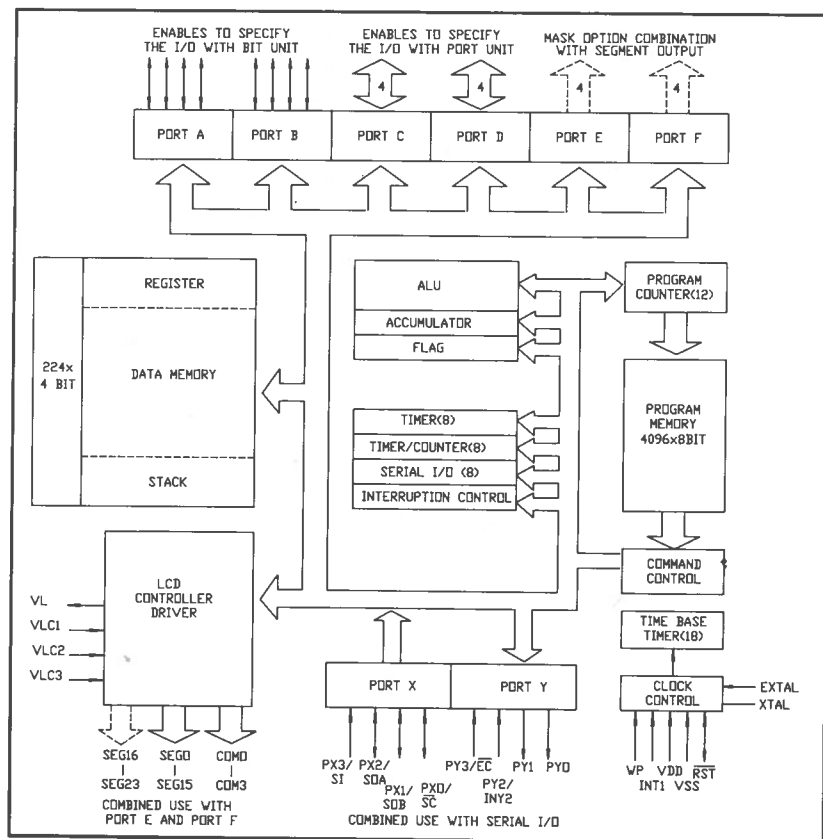 ENABLES TO SPECIFY
THE I/O WITH BIT UNIT
ENABLES TO SPECIFY
THE I/O WITH PORT UNIT
MASK OPTION COMBINATION
WITH SEGMENT OUTPUT
4
4
4
4
PORT A
PORT B
PORT C
PORT D
PORT E
PORT F
224x
4 BIT
REGISTER
DATA MEMORY
STACK
ALU
ACCUMULATOR
FLAG
TIMER(8)
TIMER/COUNTER(8)
SERIAL I/O (8)
INTERRUPTION CONTROL
PROGRAM
COUNTER(12)
PROGRAM
MEMORY
4096x8BIT
COMMAND
CONTROL
TIME BASE
TIMER(18)
CLOCK
CONTROL
EXTAL
XTAL
WP
INT1
VDD
VSS
RST
LCD
CONTROLLER
DRIVER
VL
VLC1
VLC2
VLC3
SEG16
|
SEG23
SEG0
|
SEG15
COM0
|
COM3
COMBINED USE WITH
PORT E AND PORT F
PORT X
PORT Y
PX3/
SI
PX2/
SOA
PX1/
SOB
PX0/
SC
PY3/EC
PY2/
INY2
PY1
PY0
COMBINED USE WITH SERIAL I/O